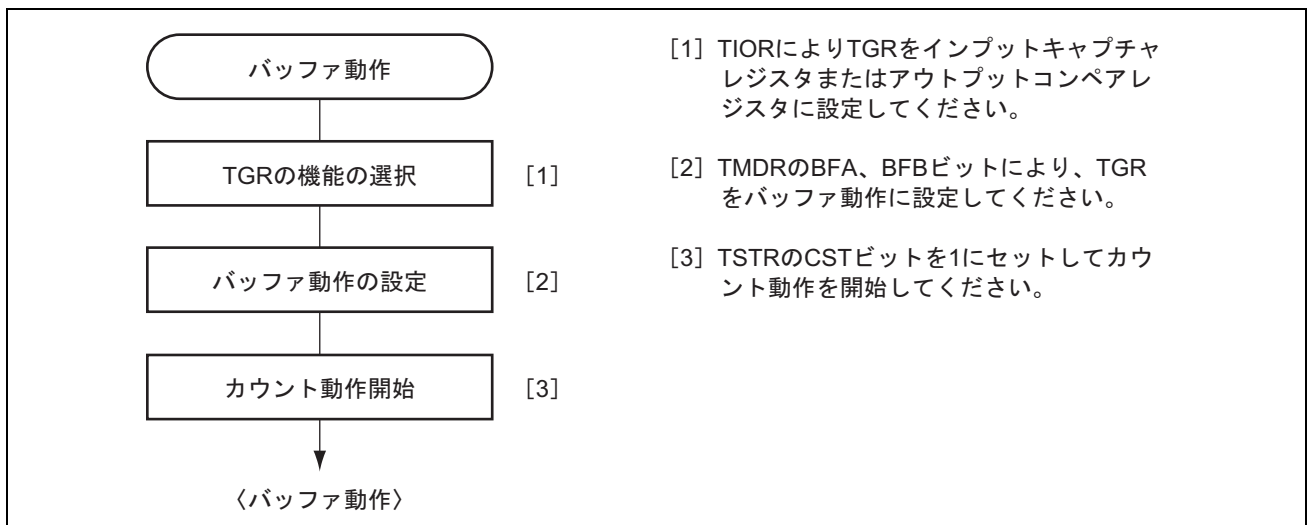 バッファ動作
TGRの機能の選択 [1]
バッファ動作の設定 [2]
カウント動作開始 [3]
〈バッファ動作〉
[1] TIORによりTGRをインプットキャプチャ
レジスタまたはアウトプットコンペアレ
ジスタに設定してください。
[2] TMDRのBFA、BFBビットにより、TGR
をバッファ動作に設定してください。
[3] TSTRのCSTビットを1にセットしてカウ
ント動作を開始してください。